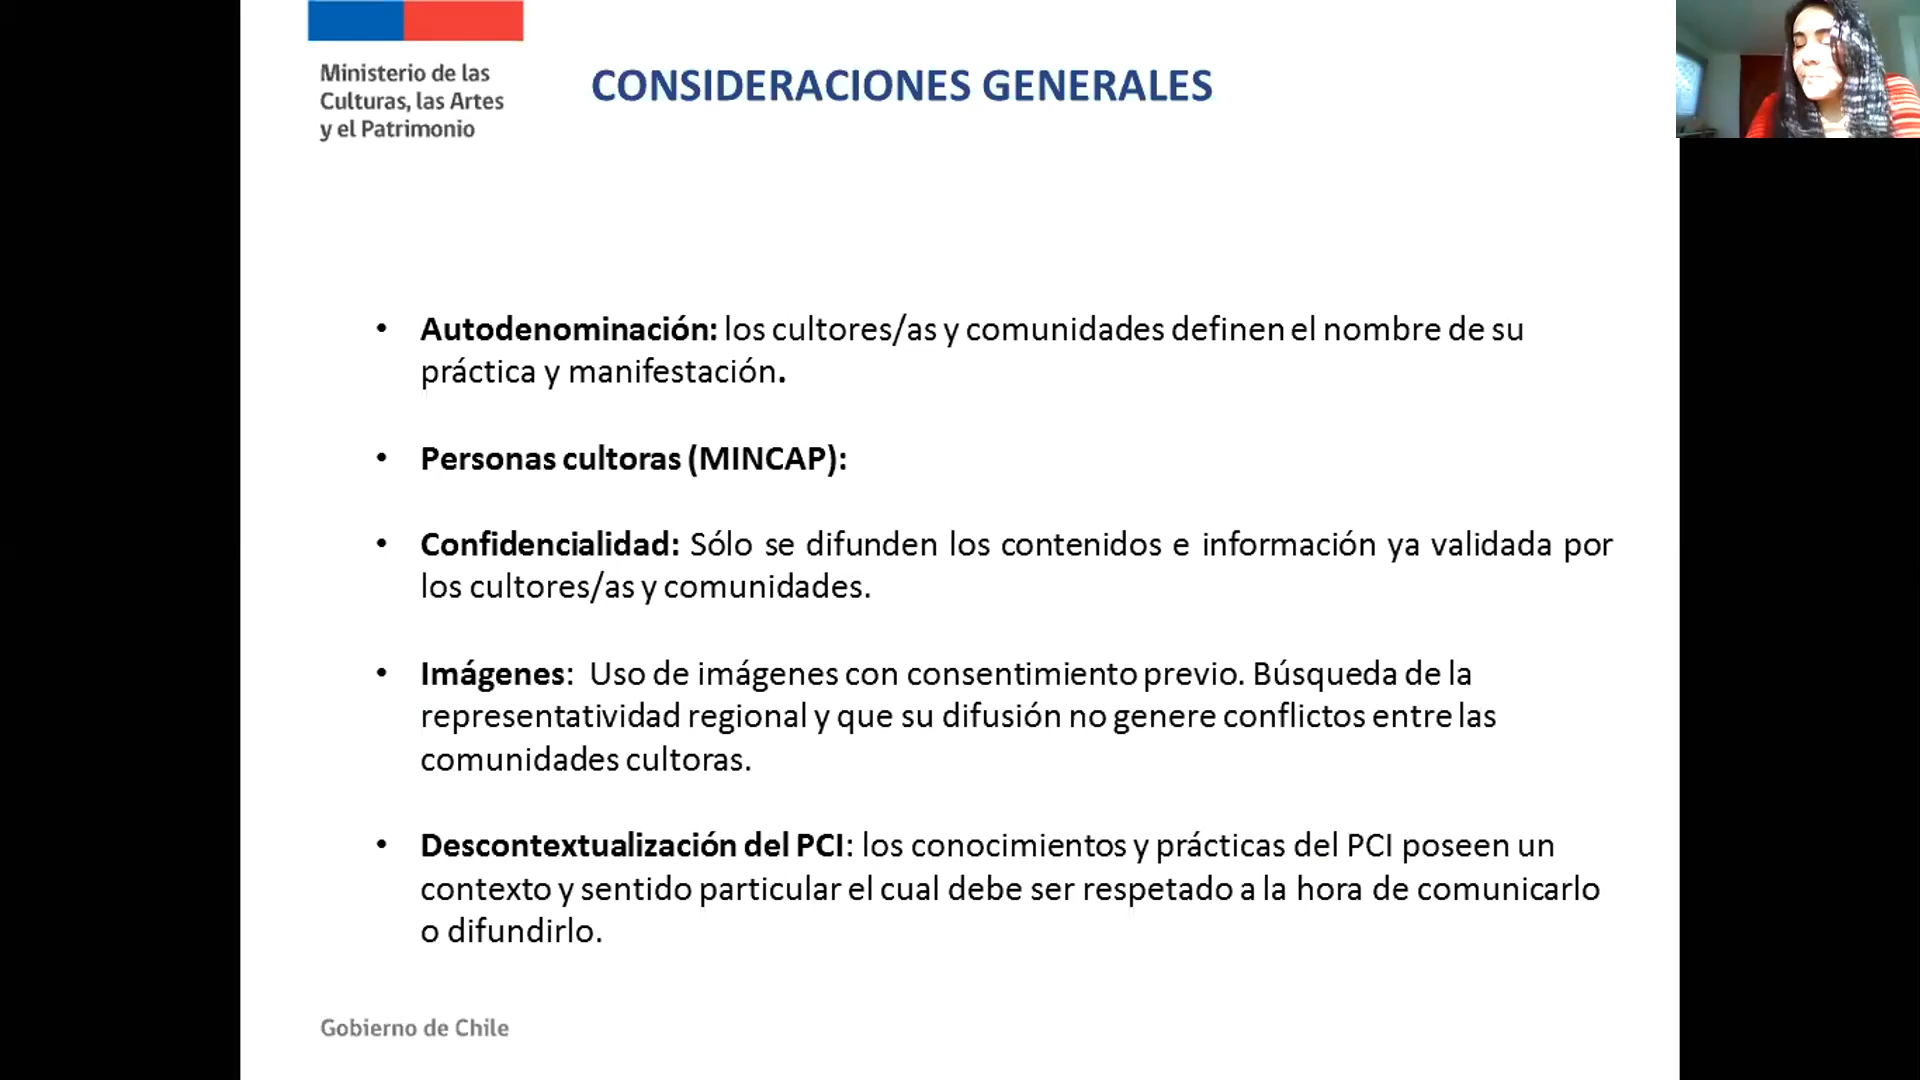 Ministerio de las
Culturas, las Artes
y el Patrimonio
CONSIDERACIONES GENERALES
• Autodenominación: los cultores/as y comunidades definen el nombre de su
práctica y manifestación.
• Personas cultoras (MINCAP):
• Confidencialidad: Sólo se difunden los contenidos e información ya validada por
los cultores/as y comunidades.
• Imágenes: Uso de imágenes con consentimiento previo. Búsqueda de la
representatividad regional y que su difusión no genere conflictos entre las
comunidades cultoras.
• Descontextualización del PCI: los conocimientos y prácticas del PCI poseen un
contexto y sentido particular el cual debe ser respetado a la hora de comunicarlo
o difundirlo.
Gobierno de Chile